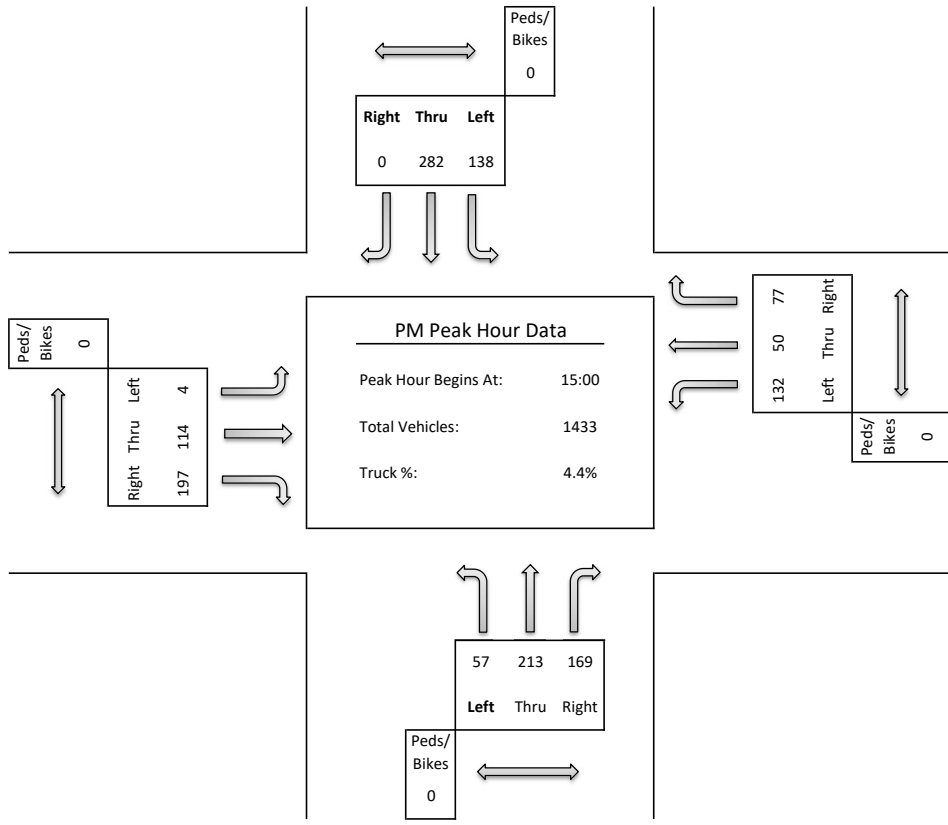 Peds/
Bikes
0
Right Thru Left
0 282 138
Peds/
Bikes
0
Left 4
Thru 114
Right 197
PM Peak Hour Data
Peak Hour Begins At: 15:00
Total Vehicles: 1433
Truck %: 4.4%
77 Right
50 Thru
132 Left
Peds/
Bikes
0
57 213 169
Left Thru Right
Peds/
Bikes
0